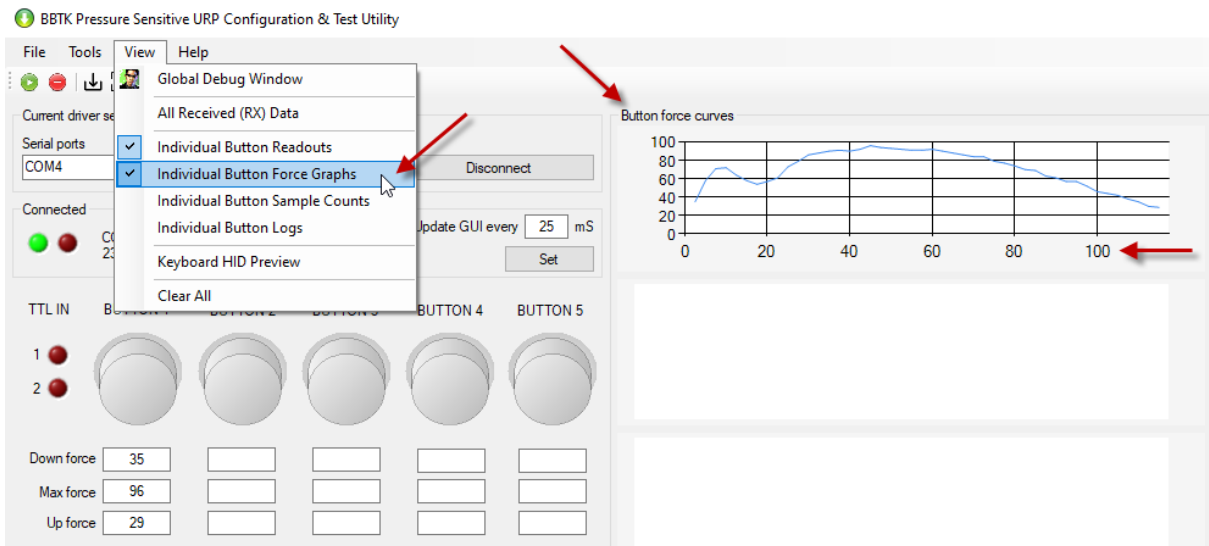 BBTK Pressure Sensitive URP Configuration & Test Utility
File Tools View Help
Global Debug Window
All Received (RX) Data
Individual Button Readouts
Individual Button Force Graphs
Individual Button Sample Counts
Individual Button Logs
Keyboard HID Preview
Clear All
Current driver se
Serial ports
COM4
Disconnect
Connected
Update GUI every 25 mS
Set
TTL IN
BUTTON 4 BUTTON 5
1
2
Down force 35
Max force 96
Up force 29
Button force curves
100
80
60
40
20
0
0 20 40 60 80 100